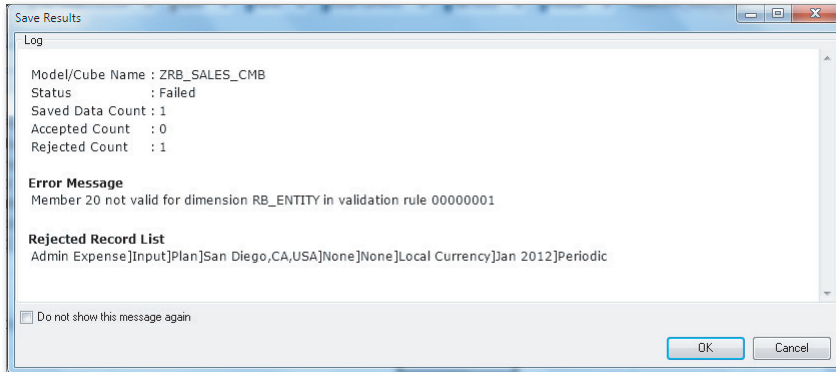 Save Results
Log
Model/Cube Name : ZRB_SALES_CMB
Status : Failed
Saved Data Count : 1
Accepted Count : 0
Rejected Count : 1
Error Message
Member 20 not valid for dimension RB_ENTITY in validation rule 00000001
Rejected Record List
Admin Expense]Input]Plan]San Diego,CA,USA]None]None]Local Currency]Jan 2012]Periodic
Do not show this message again
OK Cancel